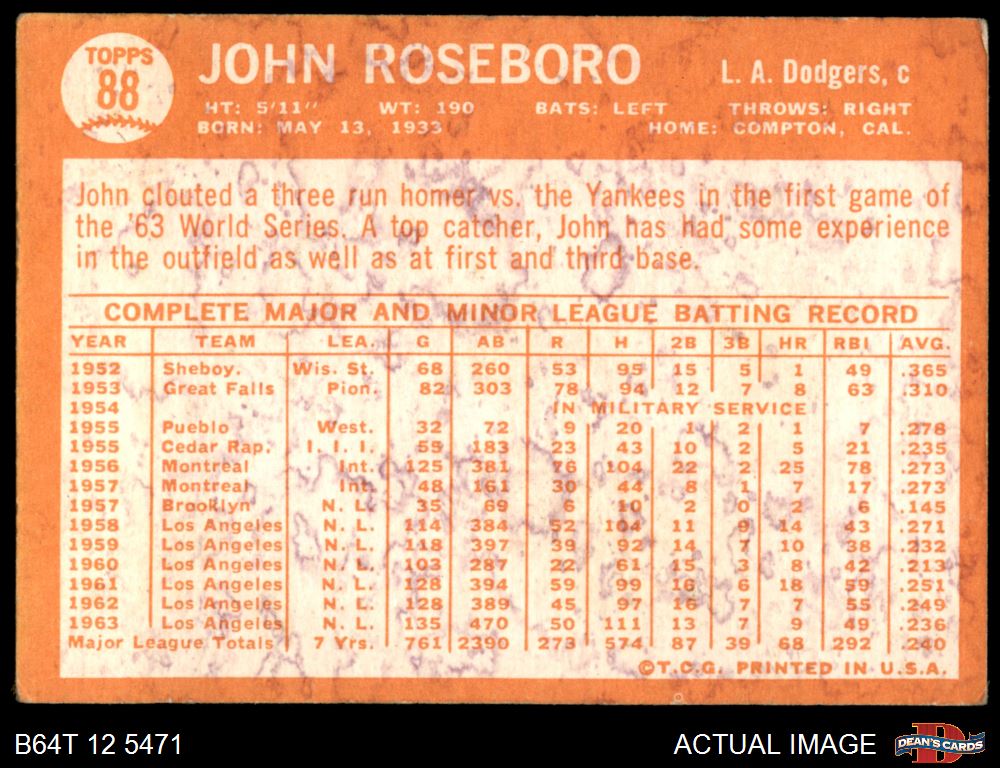 TOPPS
88
JOHN ROSEBORO
L. A. Dodgers, c
HT: 5'11" WT: 190 BATS: LEFT THROWS: RIGHT
BORN: MAY 13, 1933 HOME: COMPTON, CAL.
John clouted a three run homer vs. the Yankees in the first game of
the '63 World Series. A top catcher, John has had some experience
in the outfield as well as at first and third base.
COMPLETE MAJOR AND MINOR LEAGUE BATTING RECORD
YEAR TEAM LEA. G AB R H 2B 3B HR RBI AVG.
1952 Sheboy. Wis. St. 68 260 53 95 15 5 1 49 .365
1953 Great Falls Pion. 82 303 78 94 12 7 8 63 .310
1954 IN MILITARY SERVICE
1955 Pueblo West. 32 72 9 20 1 2 1 7 .278
1955 Cedar Rap. I. I. I. 55 183 23 43 10 2 5 21 .235
1956 Montreal Int. 125 381 76 104 22 2 25 78 .273
1957 Montreal Int. 48 161 30 44 8 1 7 17 .273
1957 Brooklyn N. L. 35 69 6 10 2 0 2 6 .145
1958 Los Angeles N. L. 114 384 52 104 11 9 14 43 .271
1959 Los Angeles N. L. 118 397 39 92 14 7 10 38 .232
1960 Los Angeles N. L. 103 287 22 61 15 3 8 42 .213
1961 Los Angeles N. L. 128 394 59 99 16 6 18 59 .251
1962 Los Angeles N. L. 128 389 45 97 16 7 7 55 .249
1963 Los Angeles N. L. 135 470 50 111 13 7 9 49 .236
Major League Totals 7 Yrs. 761 2390 273 574 87 39 68 292 .240
©T.C.G. PRINTED IN U.S.A.
B64T 12 5471
ACTUAL IMAGE
D
DEAN'S CARDS